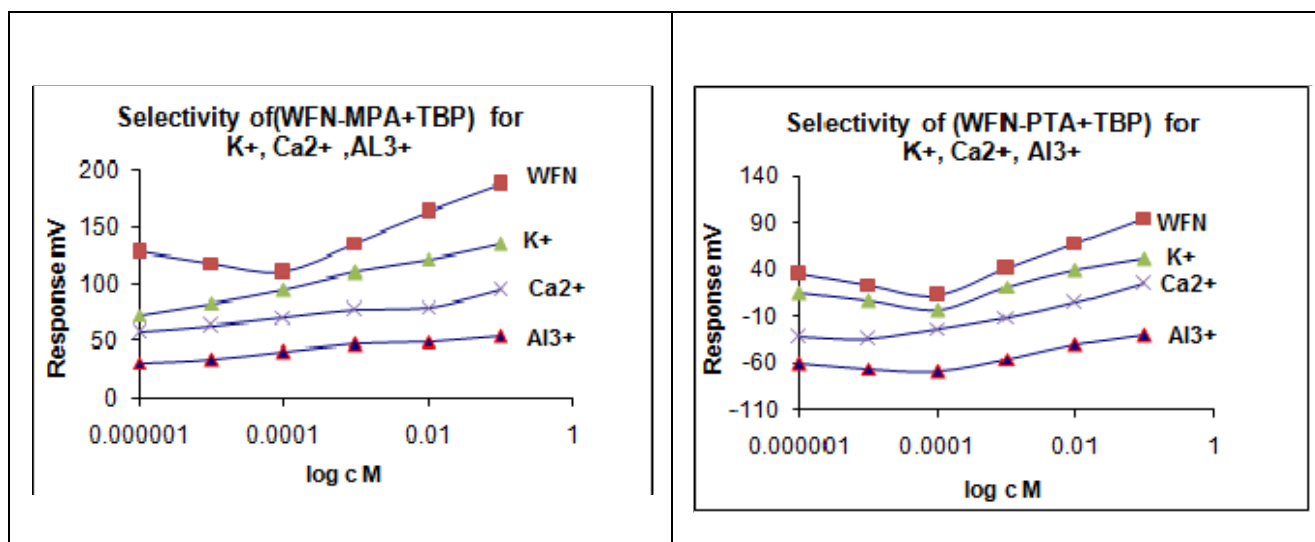 Selectivity of(WFN-MPA+TBP) for
K+, Ca2+ ,AL3+
200
150
100
50
0
Response mV
WFN
K+
Ca2+
Al3+
0.000001
0.0001
0.01
1
log c M
Selectivity of (WFN-PTA+TBP) for
K+, Ca2+, Al3+
140
90
40
-10
-60
-110
Response mV
WFN
K+
Ca2+
Al3+
0.000001
0.0001
0.01
1
log c M